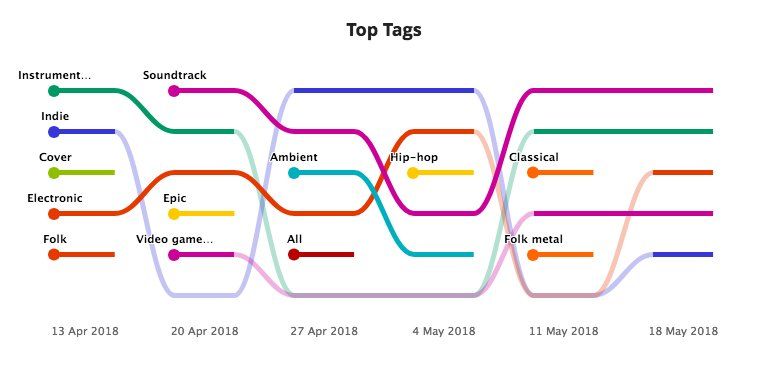 Top Tags
Instrument...
Soundtrack
Indie
Cover
Ambient
Hip-hop
Classical
Electronic
Epic
Folk
Video game...
All
Folk metal
13 Apr 2018
20 Apr 2018
27 Apr 2018
4 May 2018
11 May 2018
18 May 2018